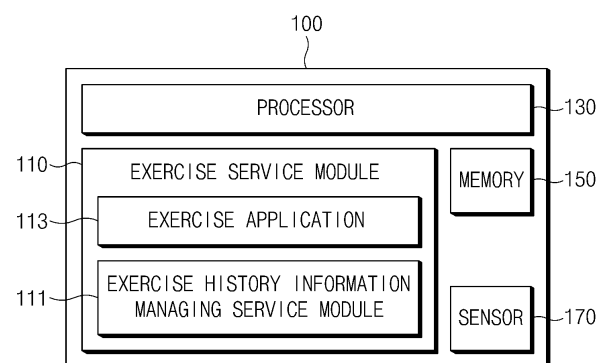 100
PROCESSOR
130
110
EXERCISE SERVICE MODULE
MEMORY
150
113
EXERCISE APPLICATION
111
EXERCISE HISTORY INFORMATION
MANAGING SERVICE MODULE
SENSOR
170